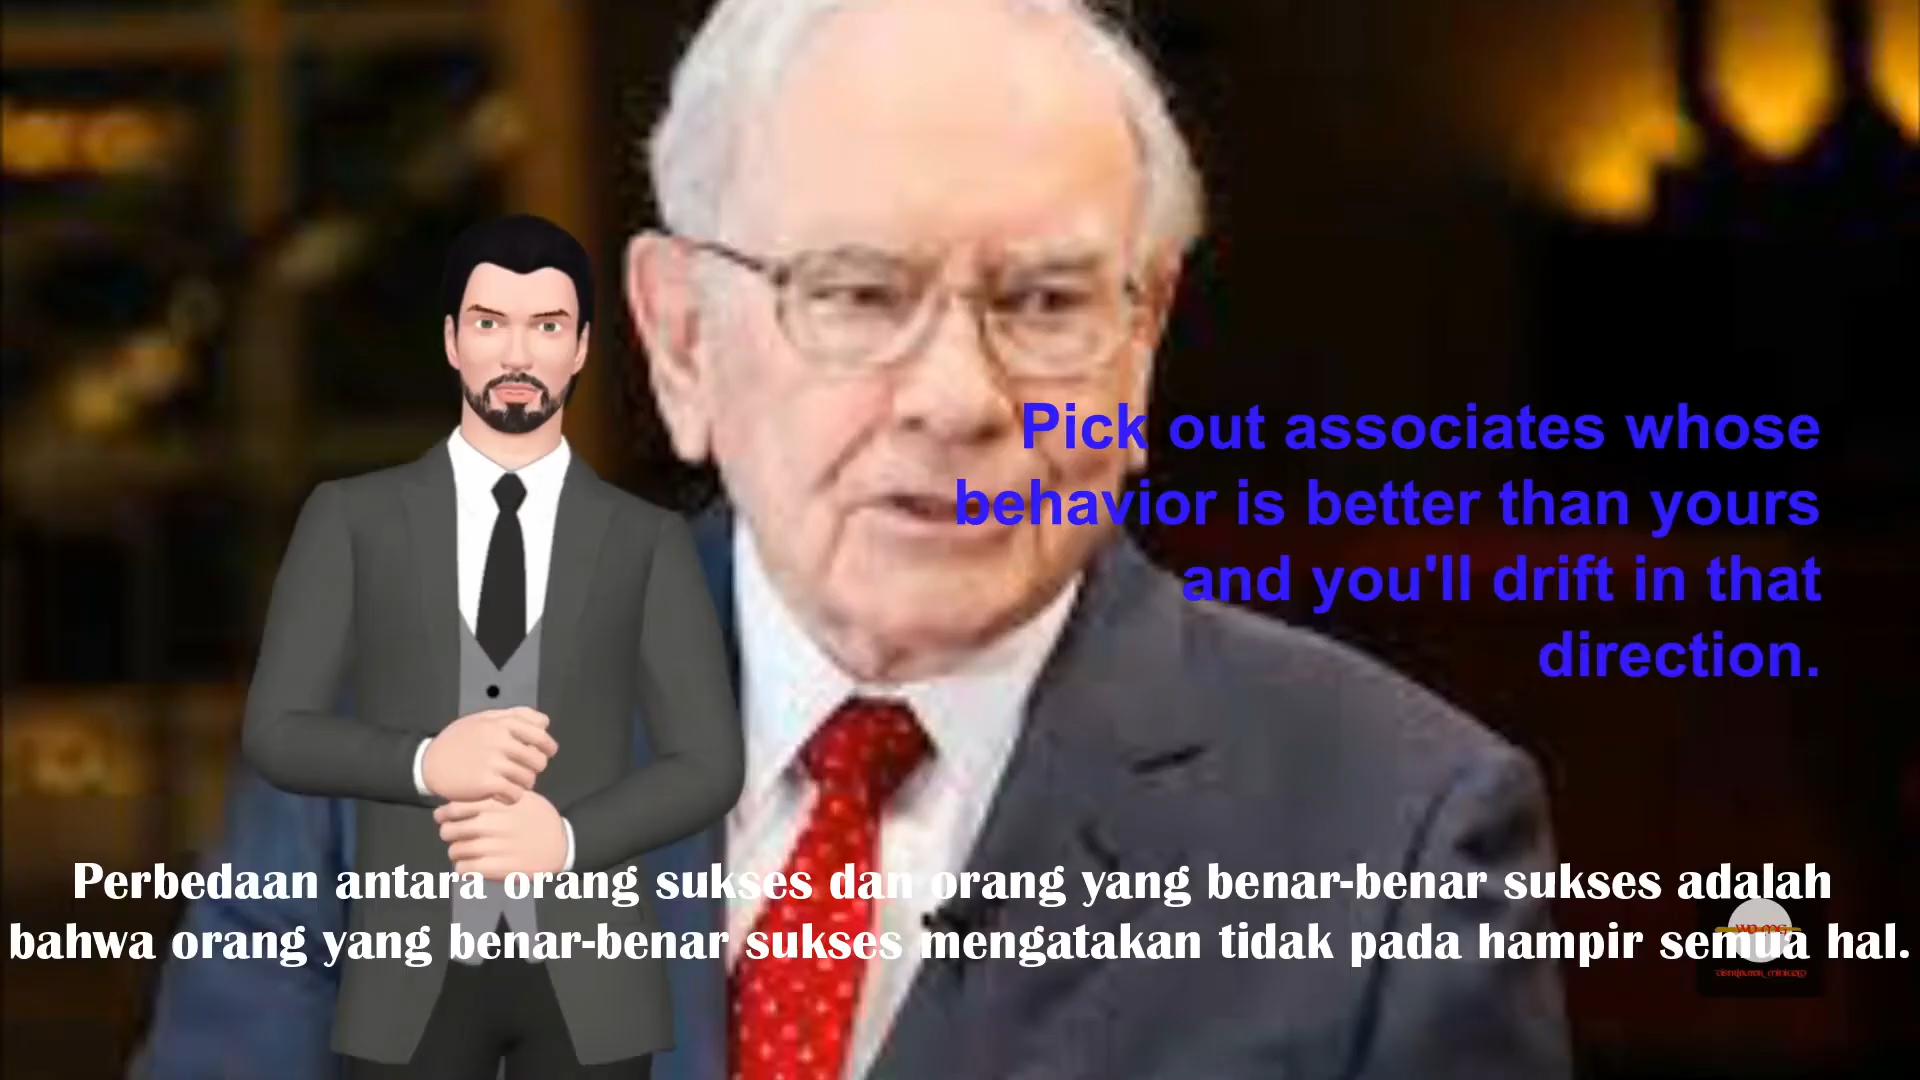 Pick out associates whose
behavior is better than yours
and you'll drift in that
direction.
Perbedaan antara orang sukses dan orang yang benar-benar sukses adalah
bahwa orang yang benar-benar sukses mengatakan tidak pada hampir semua hal.